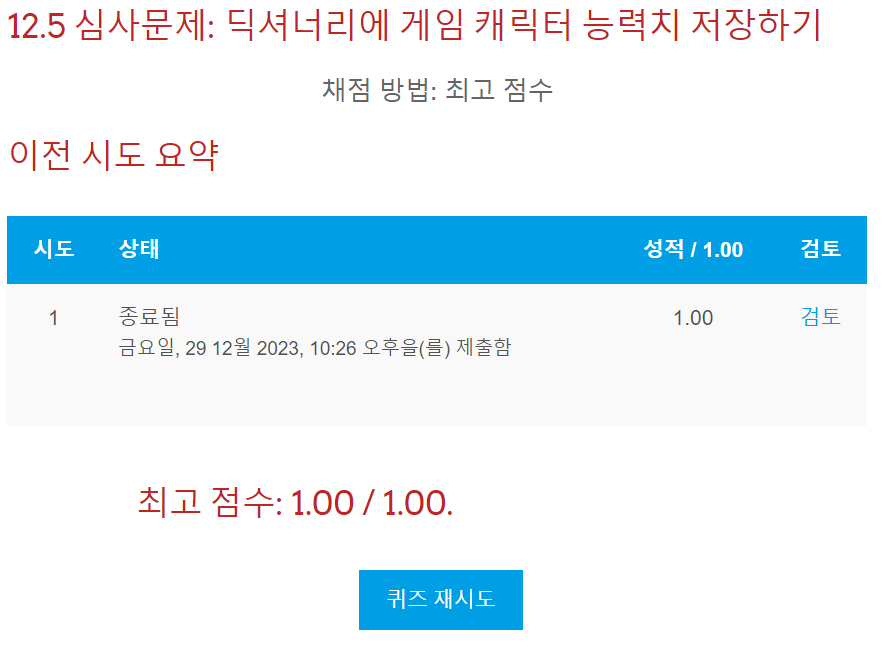 12.5 심사문제: 딕셔너리에 게임 캐릭터 능력치 저장하기
채점 방법: 최고 점수
이전 시도 요약
시도 상태 성적 / 1.00 검토
1 종료됨 1.00 검토
금요일, 29 12월 2023, 10:26 오후을(를) 제출함
최고 점수: 1.00 / 1.00.
퀴즈 재시도